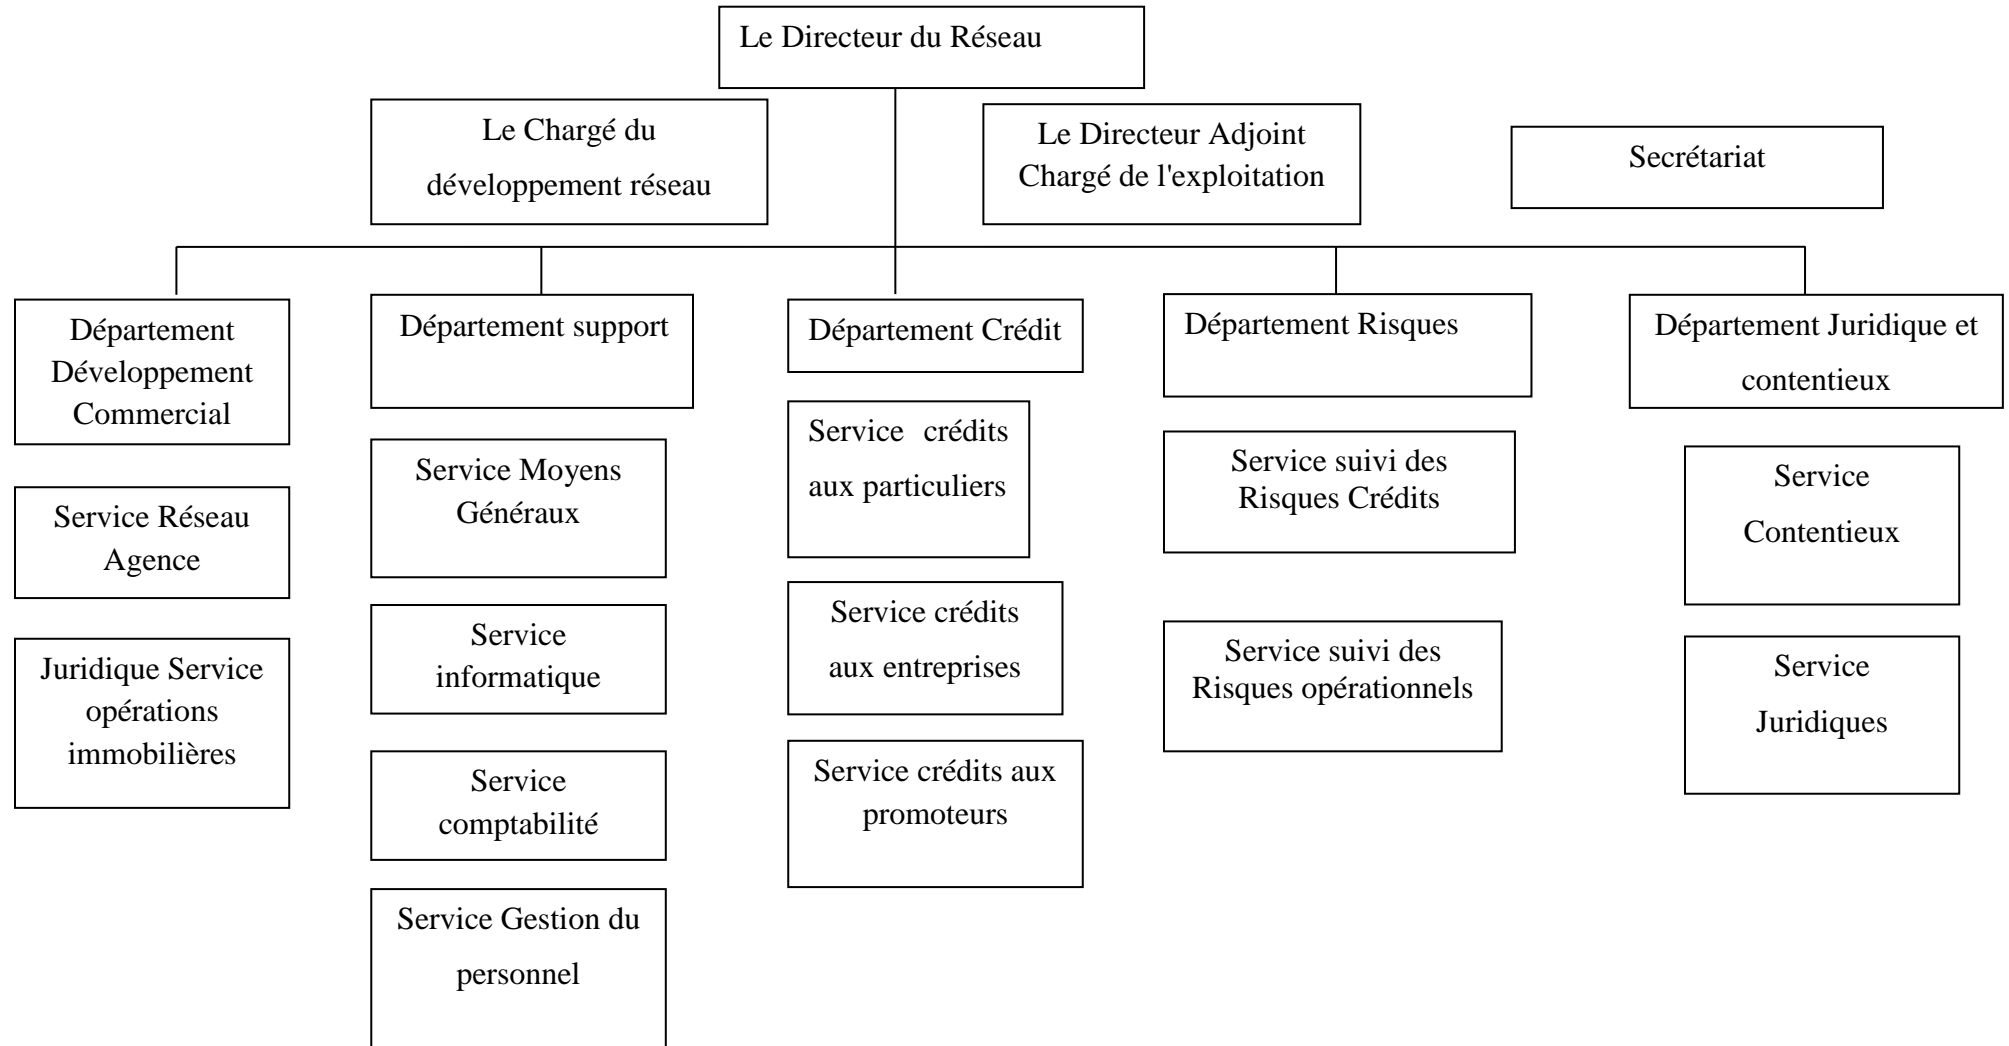 Le Directeur du Réseau
Le Chargé du
développement réseau
Le Directeur Adjoint
Chargé de l'exploitation
Secrétariat
Département
Développement
Commercial
Service Réseau
Agence
Juridique Service
opérations
immobilières
Département support
Service Moyens
Généraux
Service
informatique
Service
comptabilité
Service Gestion du
personnel
Département Crédit
Service crédits
aux particuliers
Service crédits
aux entreprises
Service crédits aux
promoteurs
Département Risques
Service suivi des
Risques Crédits
Service suivi des
Risques opérationnels
Département Juridique et
contentieux
Service
Contentieux
Service
Juridiques